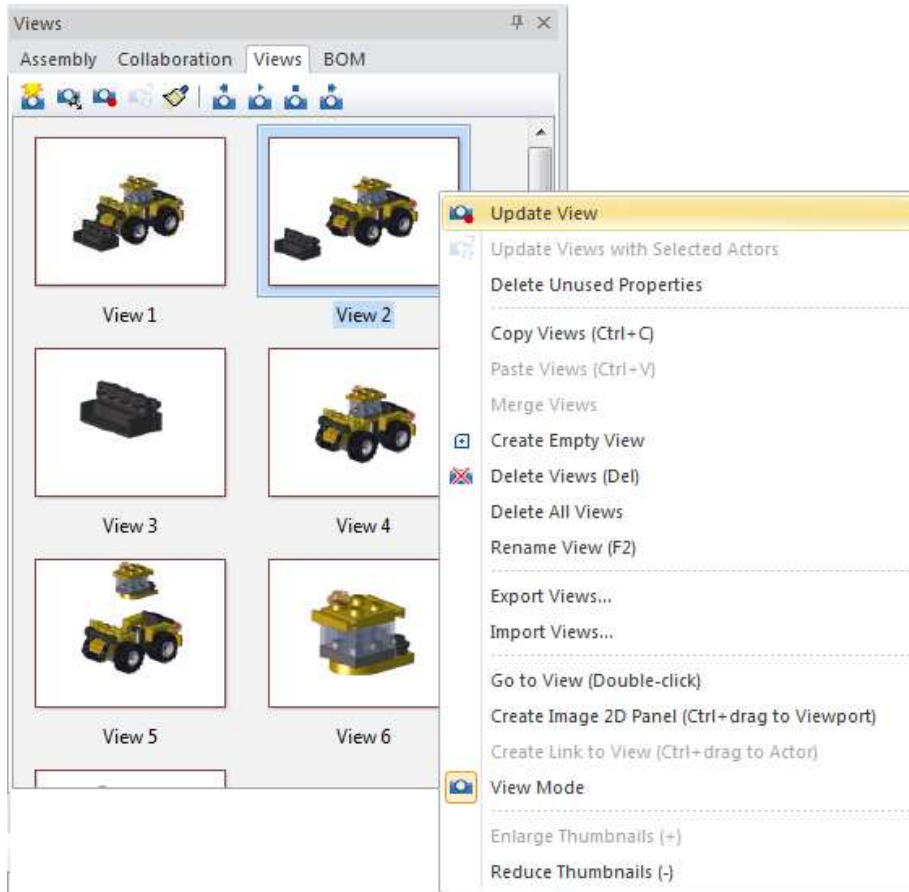 Views
Assembly Collaboration Views BOM
View 1
View 2
View 3
View 4
View 5
View 6
Update View
Update Views with Selected Actors
Delete Unused Properties
Copy Views (Ctrl+C)
Paste Views (Ctrl+V)
Merge Views
Create Empty View
Delete Views (Del)
Delete All Views
Rename View (F2)
Export Views...
Import Views...
Go to View (Double-click)
Create Image 2D Panel (Ctrl+drag to Viewport)
Create Link to View (Ctrl+drag to Actor)
View Mode
Enlarge Thumbnails (+)
Reduce Thumbnails (-)